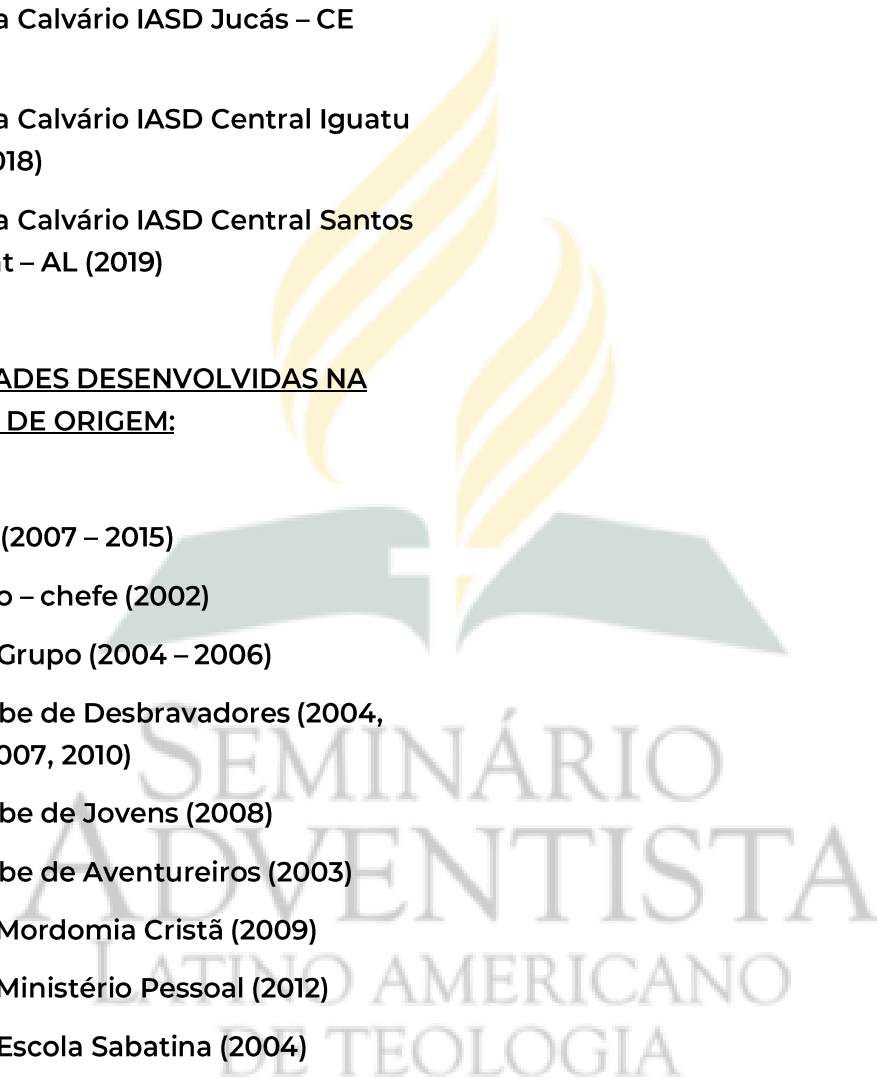 a Calvário IASD Jucás – CE
a Calvário IASD Central Iguatu
018)
a Calvário IASD Central Santos
t – AL (2019)
ADES DESENVOLVIDAS NA
DE ORIGEM:
(2007 – 2015)
o – chefe (2002)
Grupo (2004 – 2006)
be de Desbravadores (2004,
007, 2010)
be de Jovens (2008)
be de Aventureiros (2003)
Mordomia Cristã (2009)
Ministério Pessoal (2012)
Escola Sabatina (2004)
SEMINÁRIO
ADVENTISTA
LATINO AMERICANO
DE TEOLOGIA